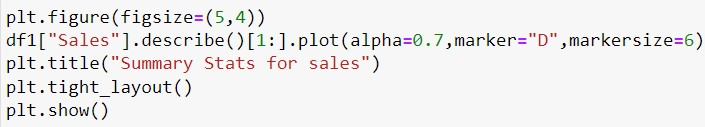 plt.figure(figsize=(5,4))
df1["Sales"].describe()[1:].plot(alpha=0.7,marker="D",markersize=6)
plt.title("Summary Stats for sales")
plt.tight_layout()
plt.show()